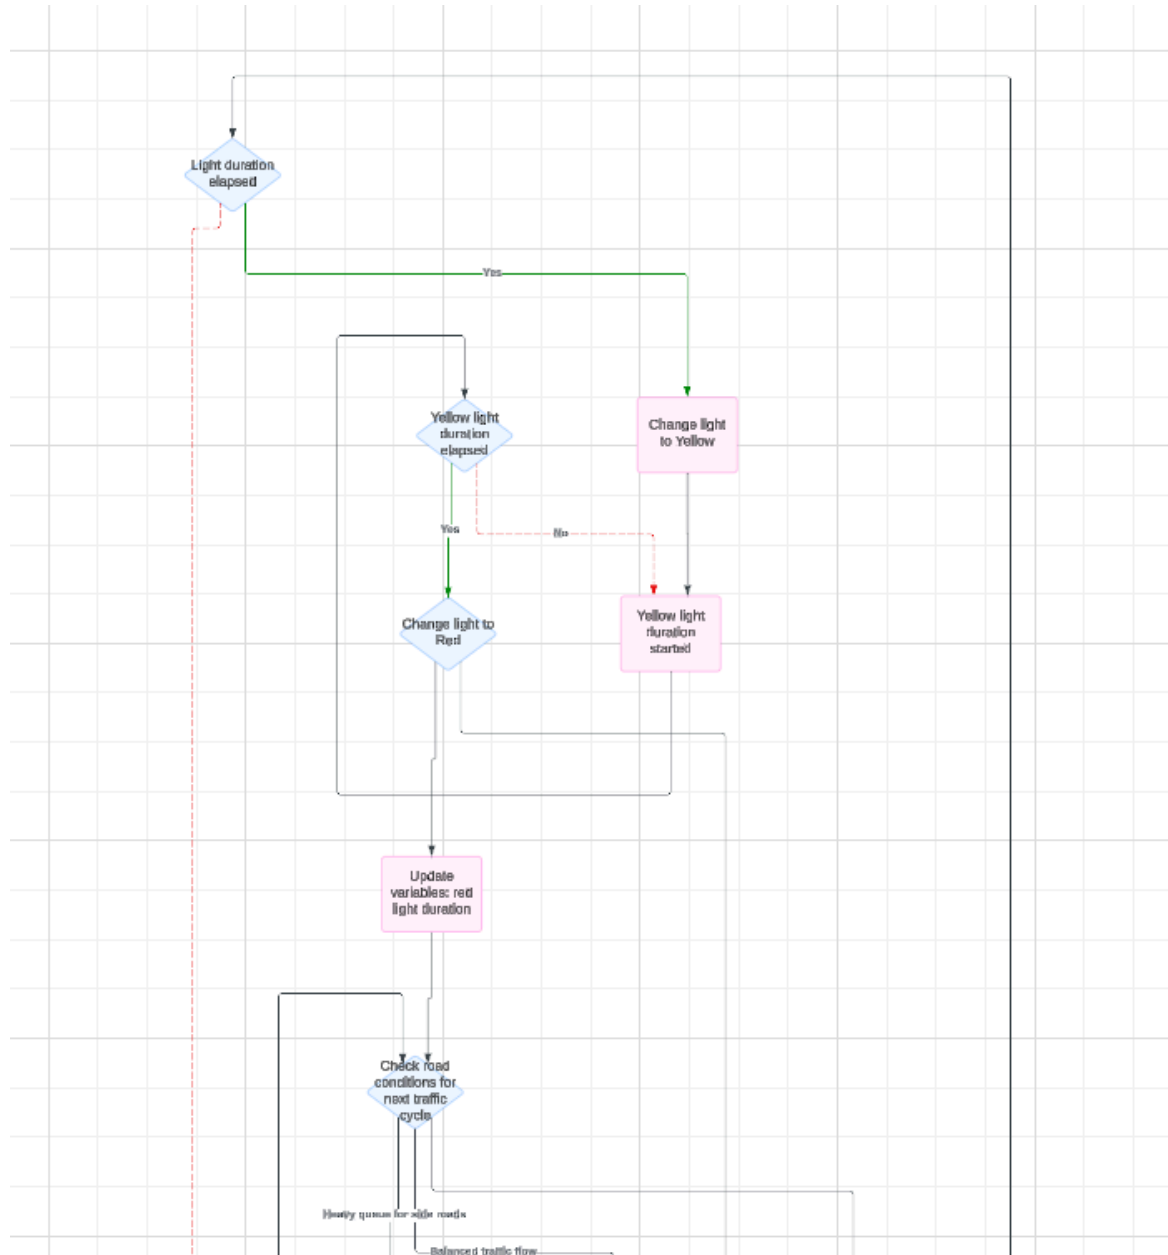 Light duration
elapsed
Yes
Yellow light
duration
elapsed
Change light
to Yellow
Yes
No
Change light to
Red
Yellow light
duration
started
Update
variables: red
light duration
Check road
conditions for
next traffic
cycle
Heavy queue for side roads
Balanced traffic flow